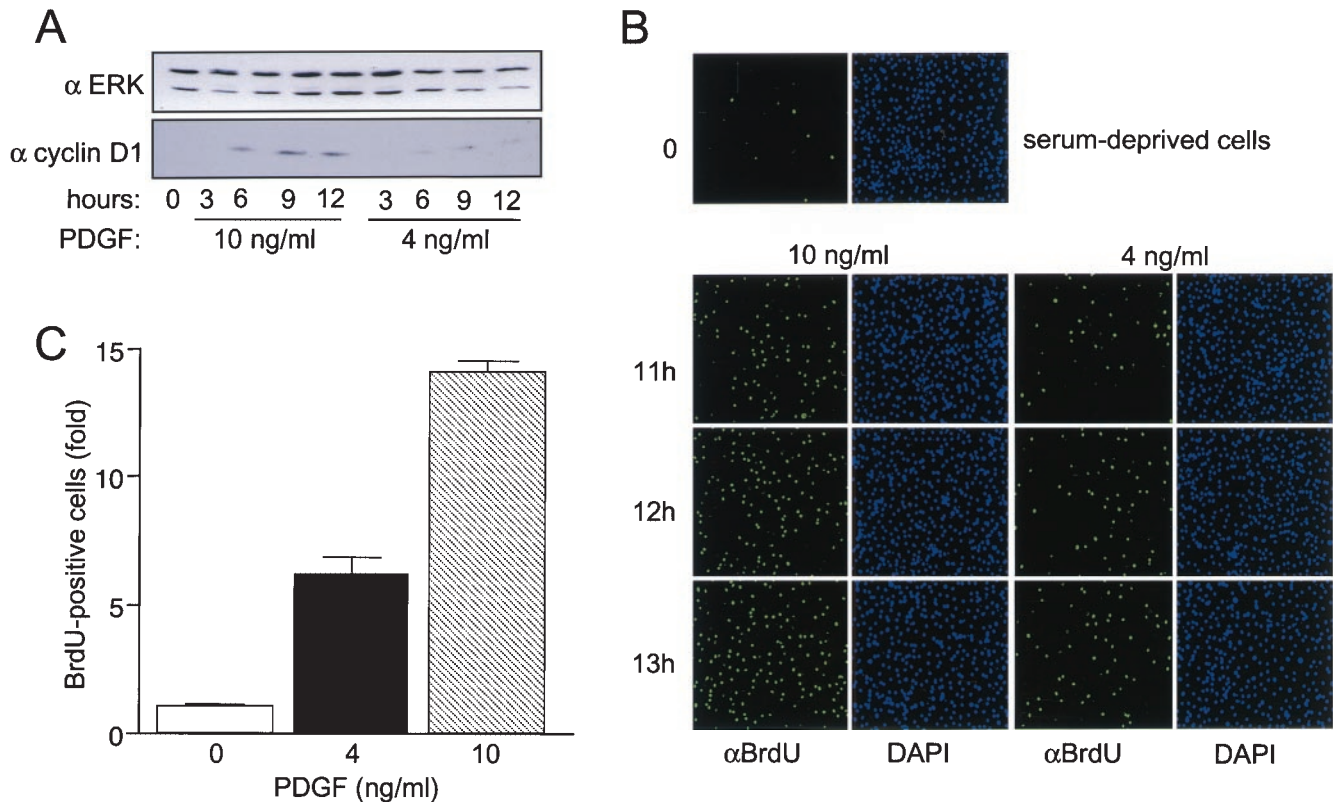 A
α ERK
α cyclin D1
hours: 0 3 6 9 12 3 6 9 12
PDGF: 10 ng/ml 4 ng/ml
B
0
serum-deprived cells
10 ng/ml 4 ng/ml
11h
12h
13h
αBrdU DAPI αBrdU DAPI
C
BrdU-positive cells (fold)
15
10
5
0
0 4 10
PDGF (ng/ml)